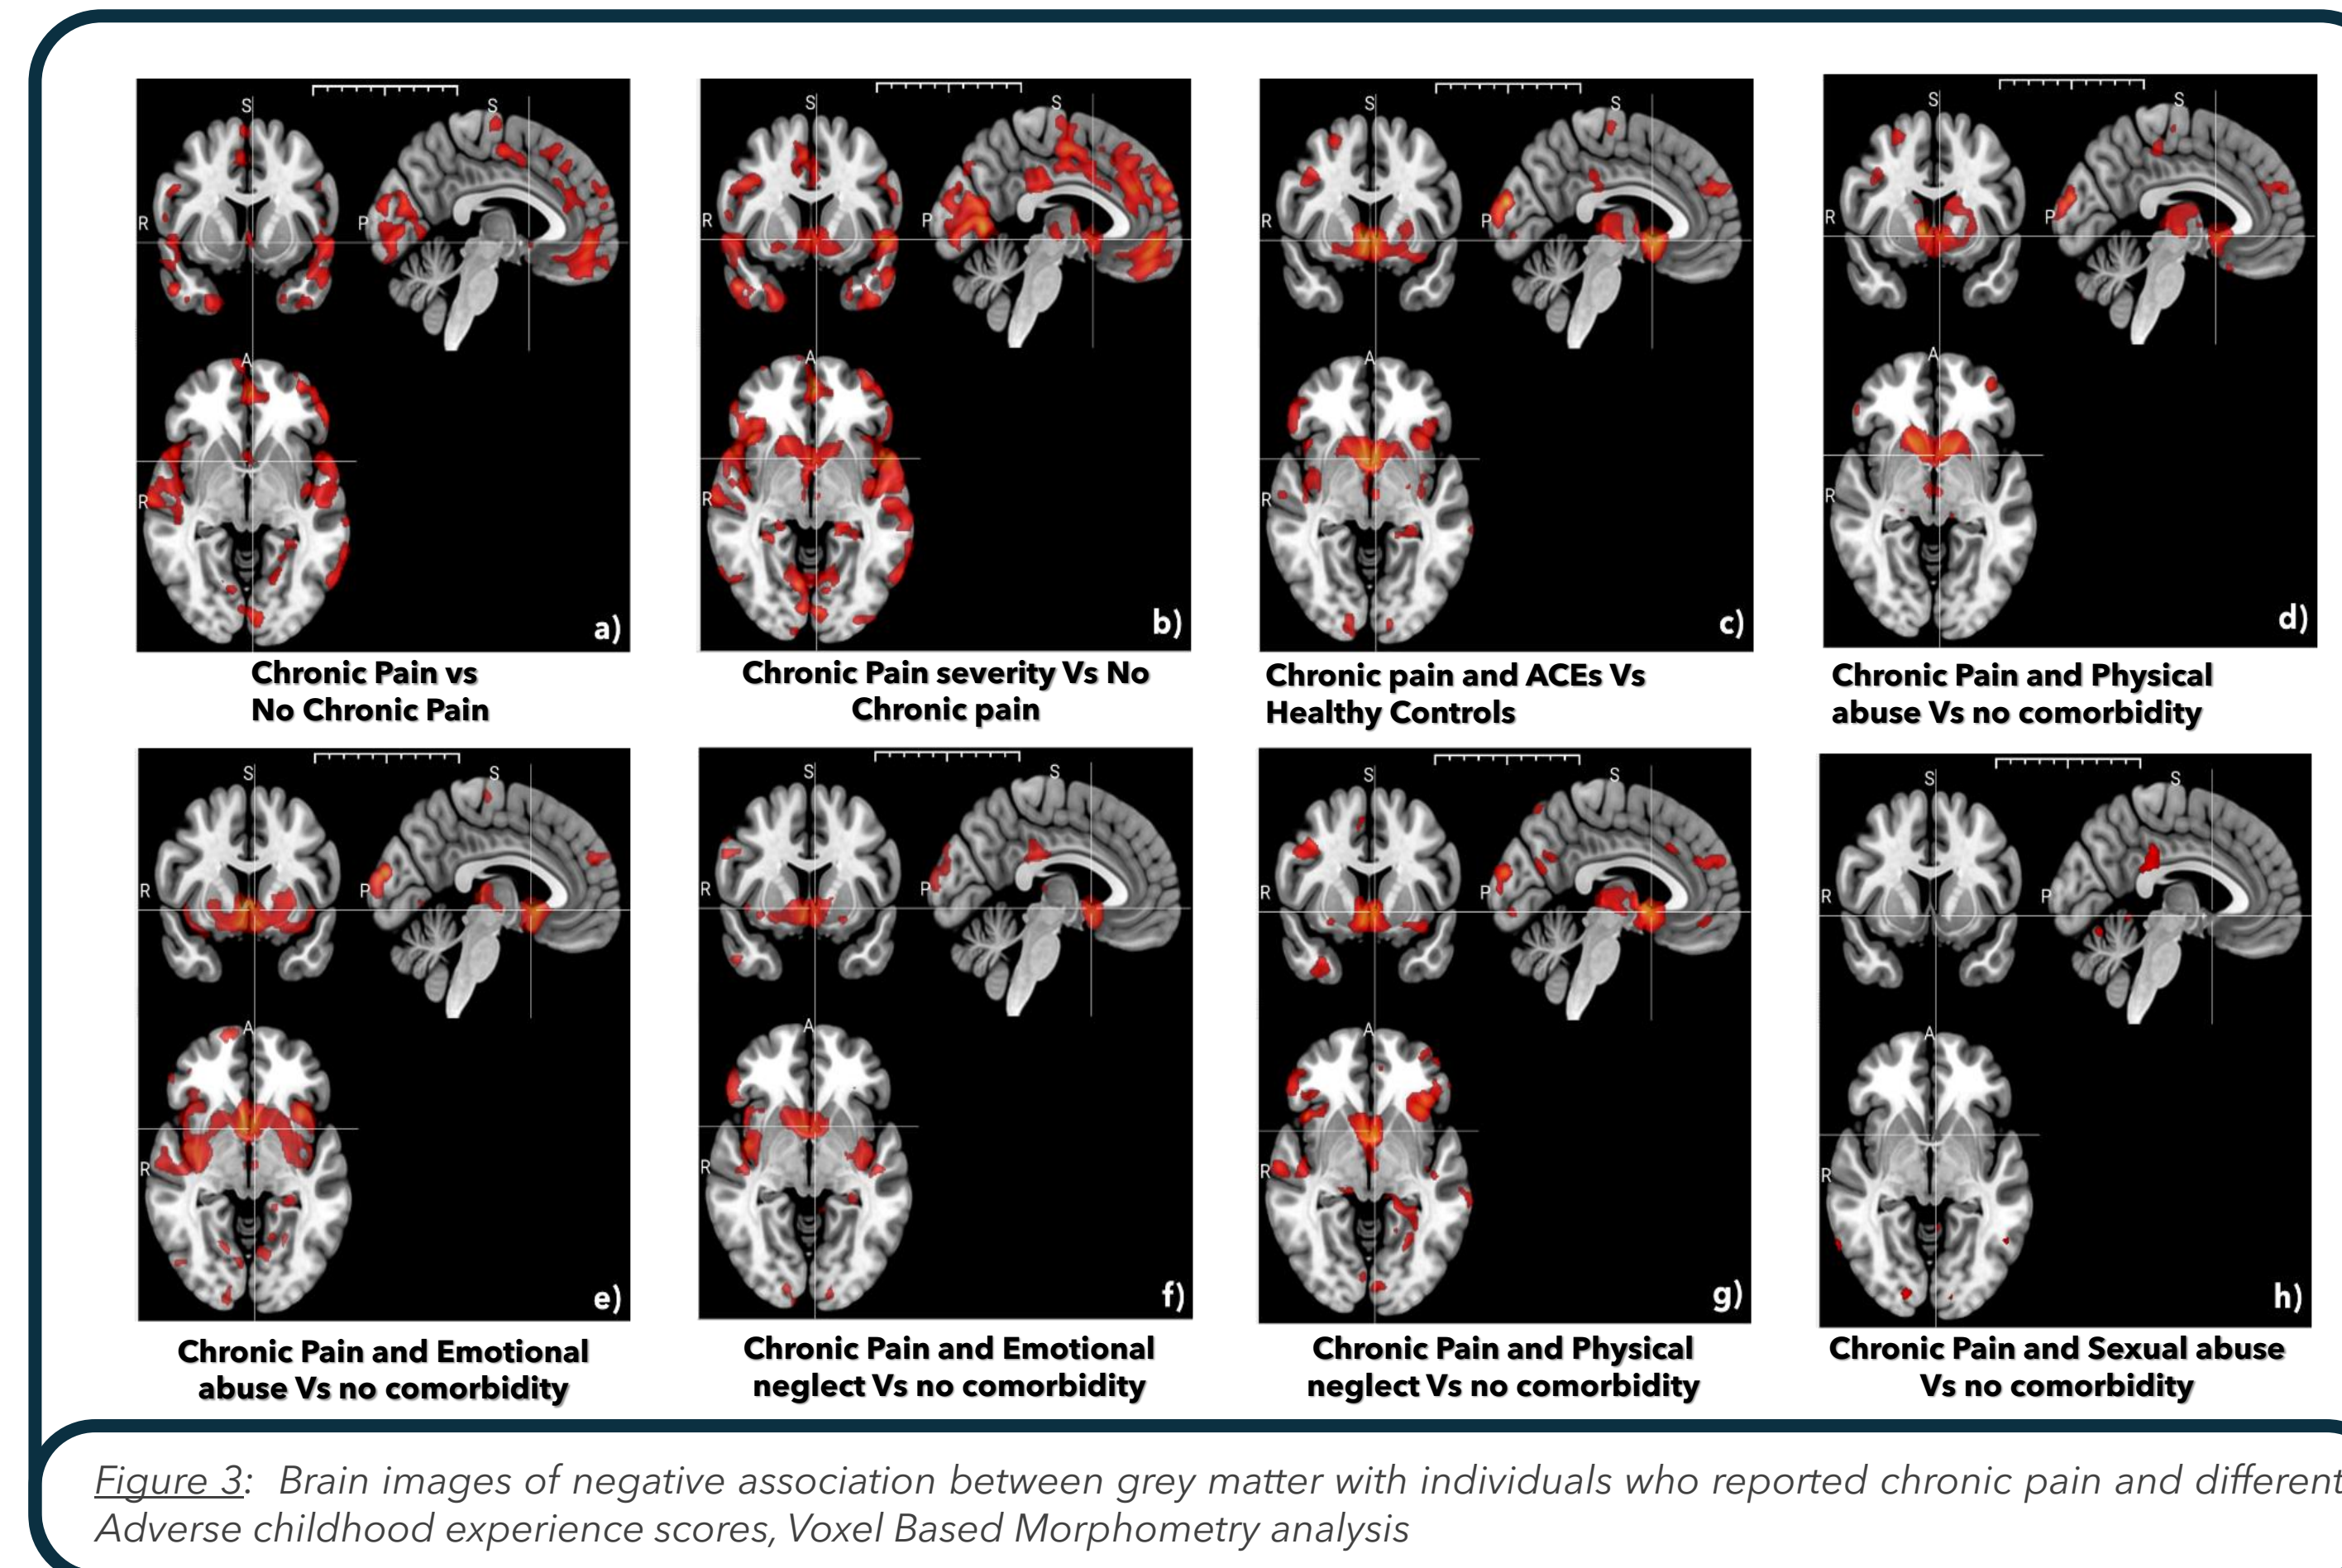 S S
R P
A
R
a)
S S
R P
A
R
b)
S S
R P
A
R
c)
S S
R P
A
R
d)
Chronic Pain vs
No Chronic Pain
Chronic Pain severity Vs No
Chronic pain
Chronic pain and ACEs Vs
Healthy Controls
Chronic Pain and Physical
abuse Vs no comorbidity
S S
R P
A
R
e)
S S
R P
A
R
f)
S S
R P
A
R
g)
S S
R P
A
R
h)
Chronic Pain and Emotional
abuse Vs no comorbidity
Chronic Pain and Emotional
neglect Vs no comorbidity
Chronic Pain and Physical
neglect Vs no comorbidity
Chronic Pain and Sexual abuse
Vs no comorbidity
Figure 3: Brain images of negative association between grey matter with individuals who reported chronic pain and different
Adverse childhood experience scores, Voxel Based Morphometry analysis